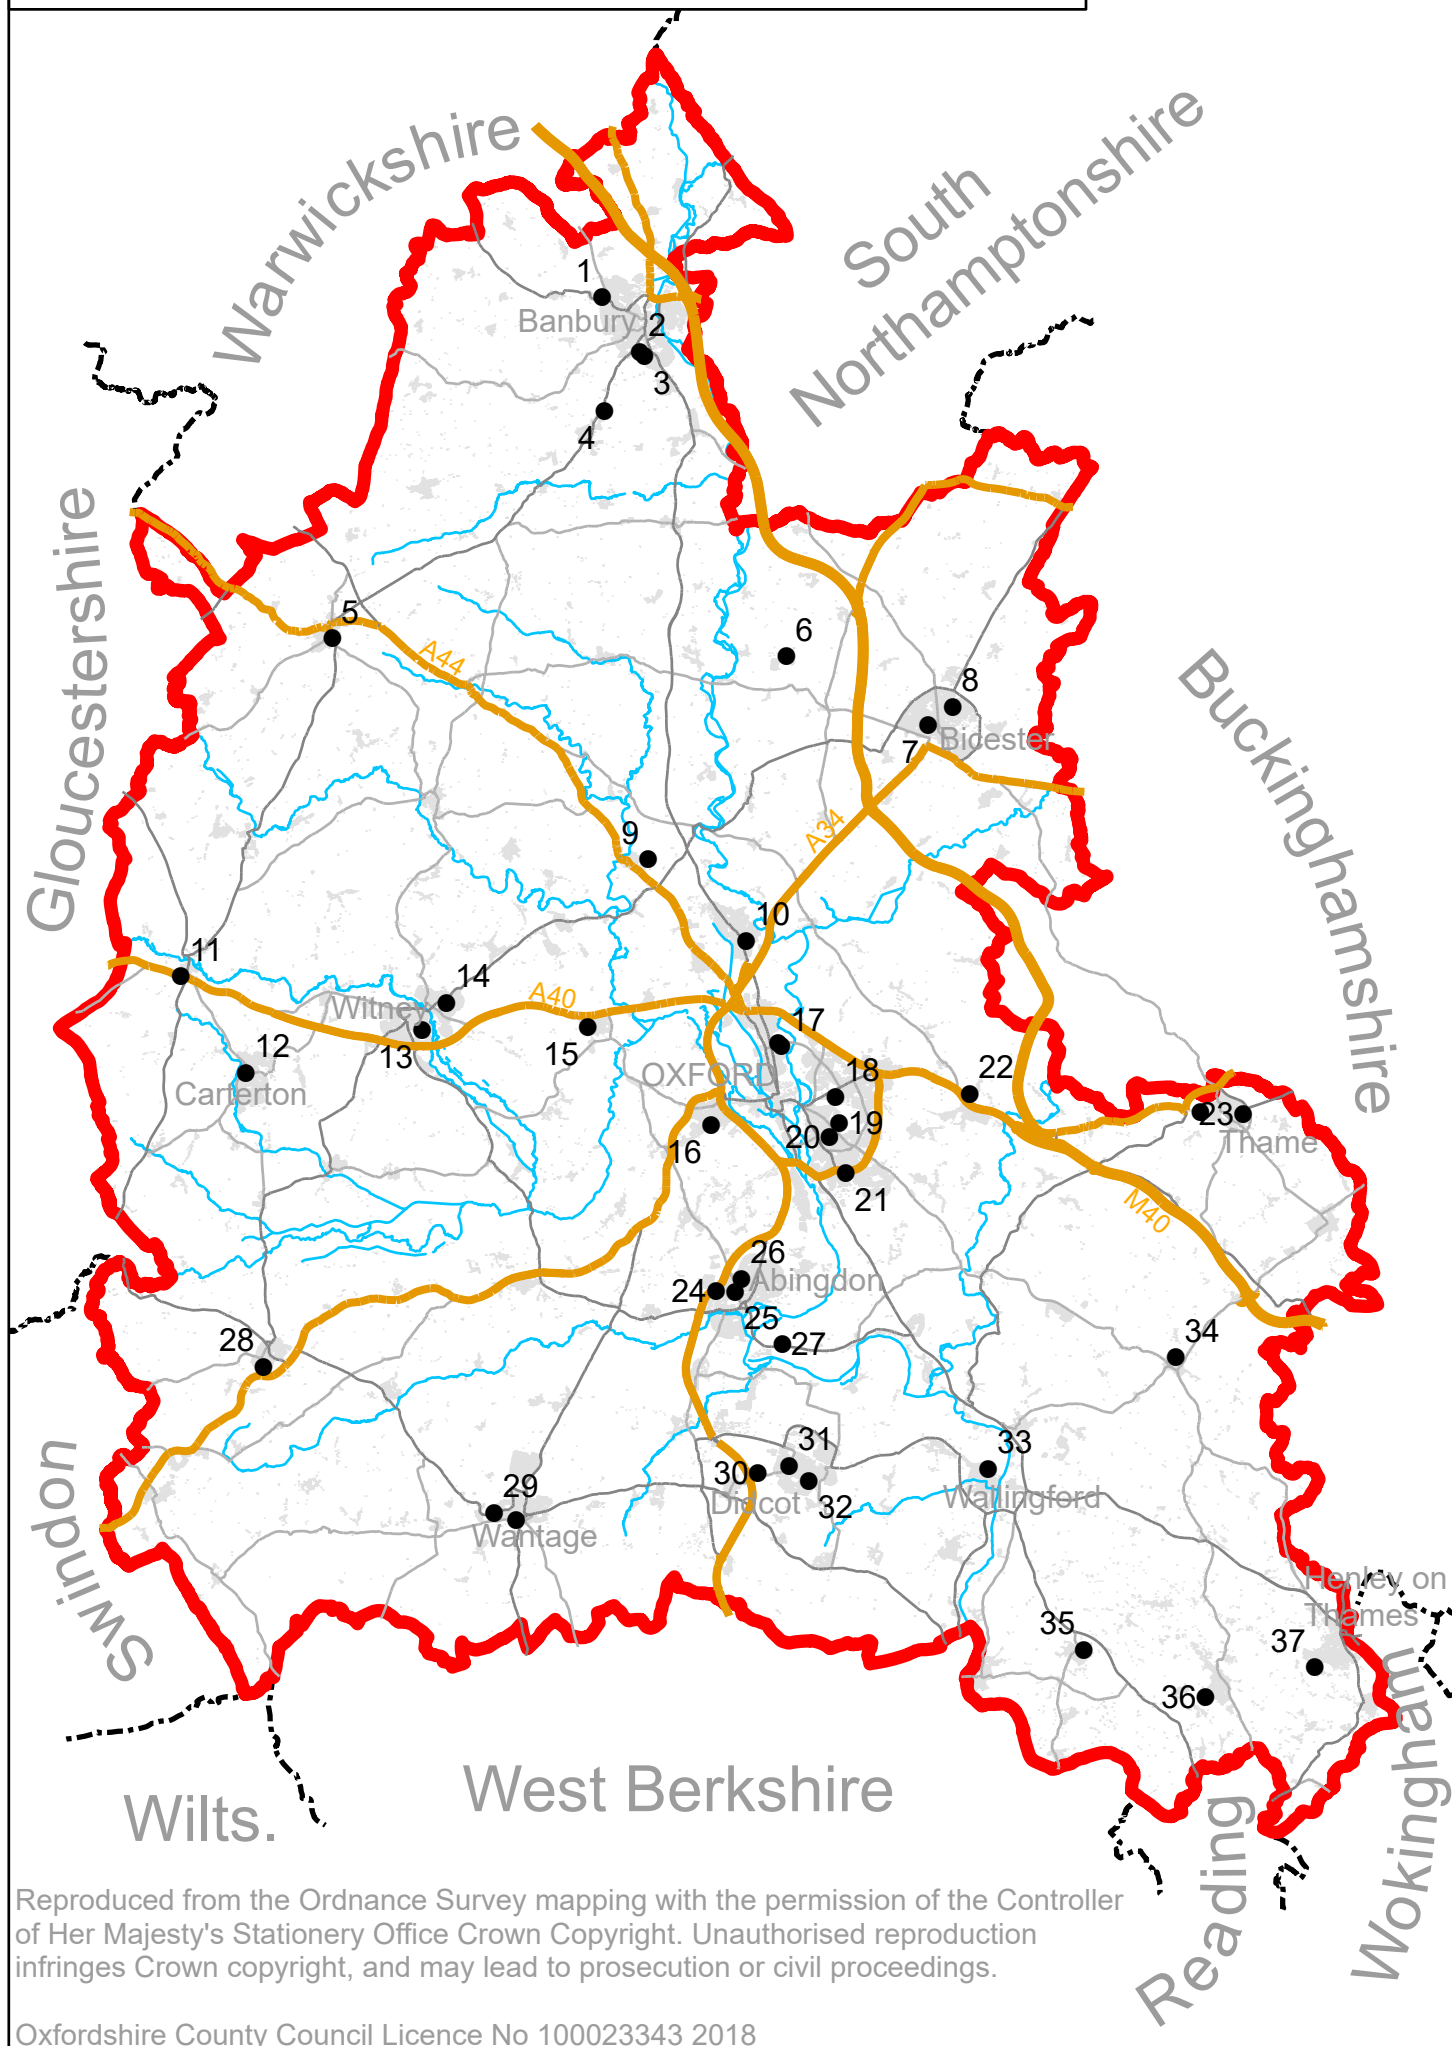 Warwickshire
South
Northamptonshire
1
Banbury
2
3
4
Gloucestershire
5
A44
6
8
7
Bicester
Buckinghamshire
9
A34
10
11
14
A40
Witney
13
12
Carterton
15
17
OXFORD
18
22
16
20
19
23
Thame
21
M40
26
24
Abingdon
25
27
28
34
Swindon
31
33
30
Didcot
32
Wallingford
29
Wantage
Henley on
Thames
35
37
36
Wokingham
West Berkshire
Wilts.
Reading
Reproduced from the Ordnance Survey mapping with the permission of the Controller
of Her Majesty's Stationery Office Crown Copyright. Unauthorised reproduction
infringes Crown copyright, and may lead to prosecution or civil proceedings.
Oxfordshire County Council Licence No 100023343 2018